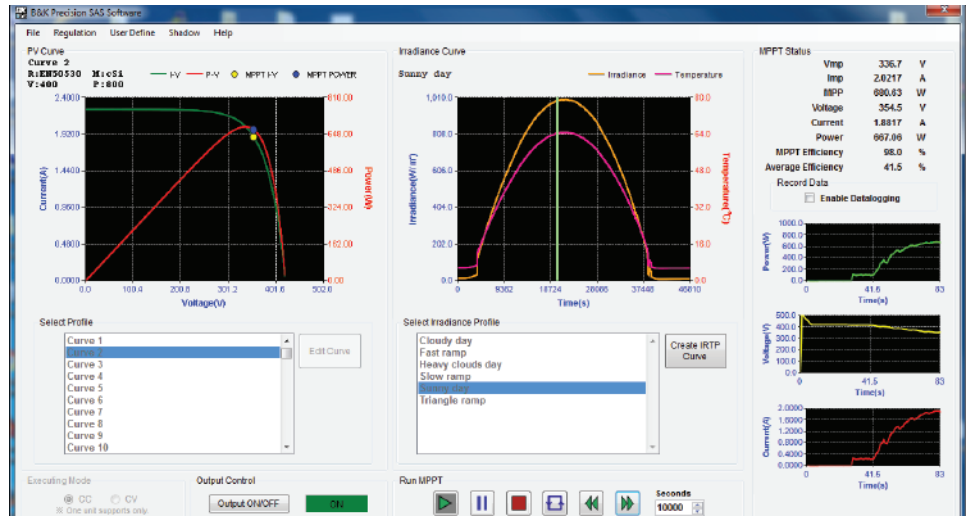 B&K Precision SAS Software
File Regulation User Define Shadow Help
PV Curve
Curve 2
R:EN50530 M:cSi
V:400 P:800
I-V P-V MPPT I-V MPPT POWER
2.4000
1.9200
1.4400
0.9600
0.4800
0.0000
Current(A)
810.00
648.00
486.00
324.00
162.00
0.00
Power(W)
0.0 100.4 200.8 301.2 401.6 502.0
Voltage(V)
Irradiance Curve
Sunny day
Irradiance Temperature
1,010.0
808.0
606.0
404.0
202.0
0.0
Irradiance(W/m²)
80.0
64.0
48.0
32.0
16.0
0.0
Temperature(°C)
0 9362 18724 28086 37448 46810
Time(s)
MPPT Status
Vmp 336.7 V
Imp 2.0217 A
MPP 680.63 W
Voltage 354.5 V
Current 1.8817 A
Power 667.06 W
MPPT Efficiency 98.0 %
Average Efficiency 41.5 %
Record Data
Enable Datalogging
1000.0
800.0
600.0
400.0
200.0
0.0
Power(W)
0 41.5 83
Time(s)
500.0
400.0
300.0
200.0
100.0
0.0
Voltage(V)
0 41.5 83
Time(s)
2.0000
1.6000
1.2000
0.8000
0.4000
0.0000
Current(A)
0 41.5 83
Time(s)
Select Profile
Curve 1
Curve 2
Curve 3
Curve 4
Curve 5
Curve 6
Curve 7
Curve 8
Curve 9
Curve 10
Edit Curve
Select Irradiance Profile
Cloudy day
Fast ramp
Heavy clouds day
Slow ramp
Sunny day
Triangle ramp
Create IRTP
Curve
Executing Mode
CC CV
※ One unit supports only
Output Control
Output ON/OFF
ON
Run MPPT
Seconds
10000